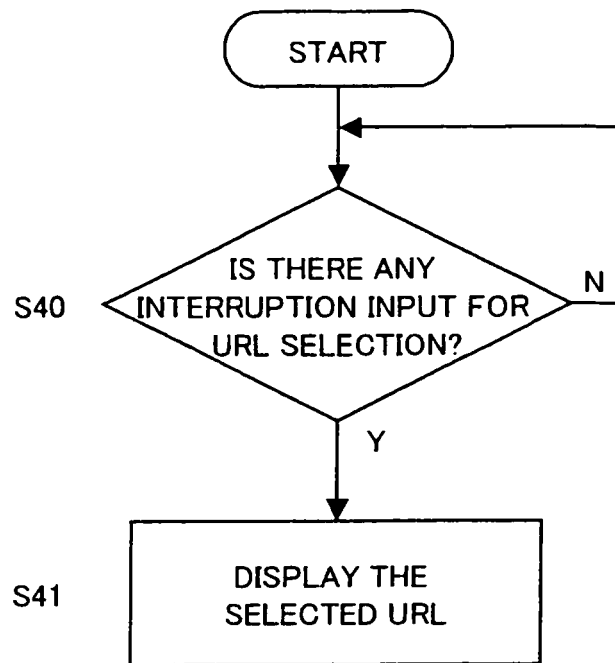 START
IS THERE ANY
S40
INTERRUPTION INPUT FOR
N
URL SELECTION?
Y
S41
DISPLAY THE
SELECTED URL